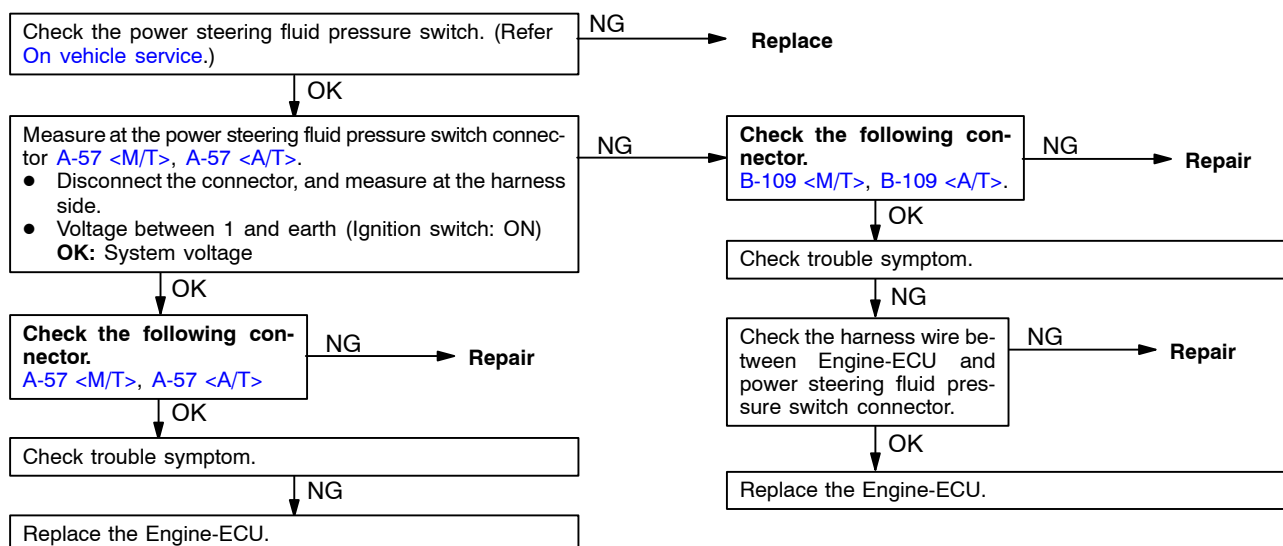 Check the power steering fluid pressure switch. (Refer
On vehicle service.)
NG
Replace
OK
Measure at the power steering fluid pressure switch connec-
tor A-57 <M/T>, A-57 <A/T>.
● Disconnect the connector, and measure at the harness
side.
● Voltage between 1 and earth (Ignition switch: ON)
OK: System voltage
NG
Check the following con-
nector.
B-109 <M/T>, B-109 <A/T>.
NG
Repair
OK
Check trouble symptom.
NG
Check the harness wire be-
tween Engine-ECU and
power steering fluid pres-
sure switch connector.
NG
Repair
OK
Replace the Engine-ECU.
OK
Check the following con-
nector.
A-57 <M/T>, A-57 <A/T>
NG
Repair
OK
Check trouble symptom.
NG
Replace the Engine-ECU.